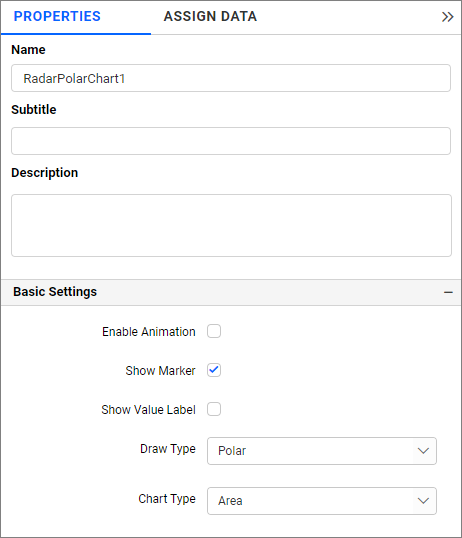 PROPERTIES ASSIGN DATA
Name
RadarPolarChart1
Subtitle
Description
Basic Settings
Enable Animation
Show Marker
Show Value Label
Draw Type Polar
Chart Type Area